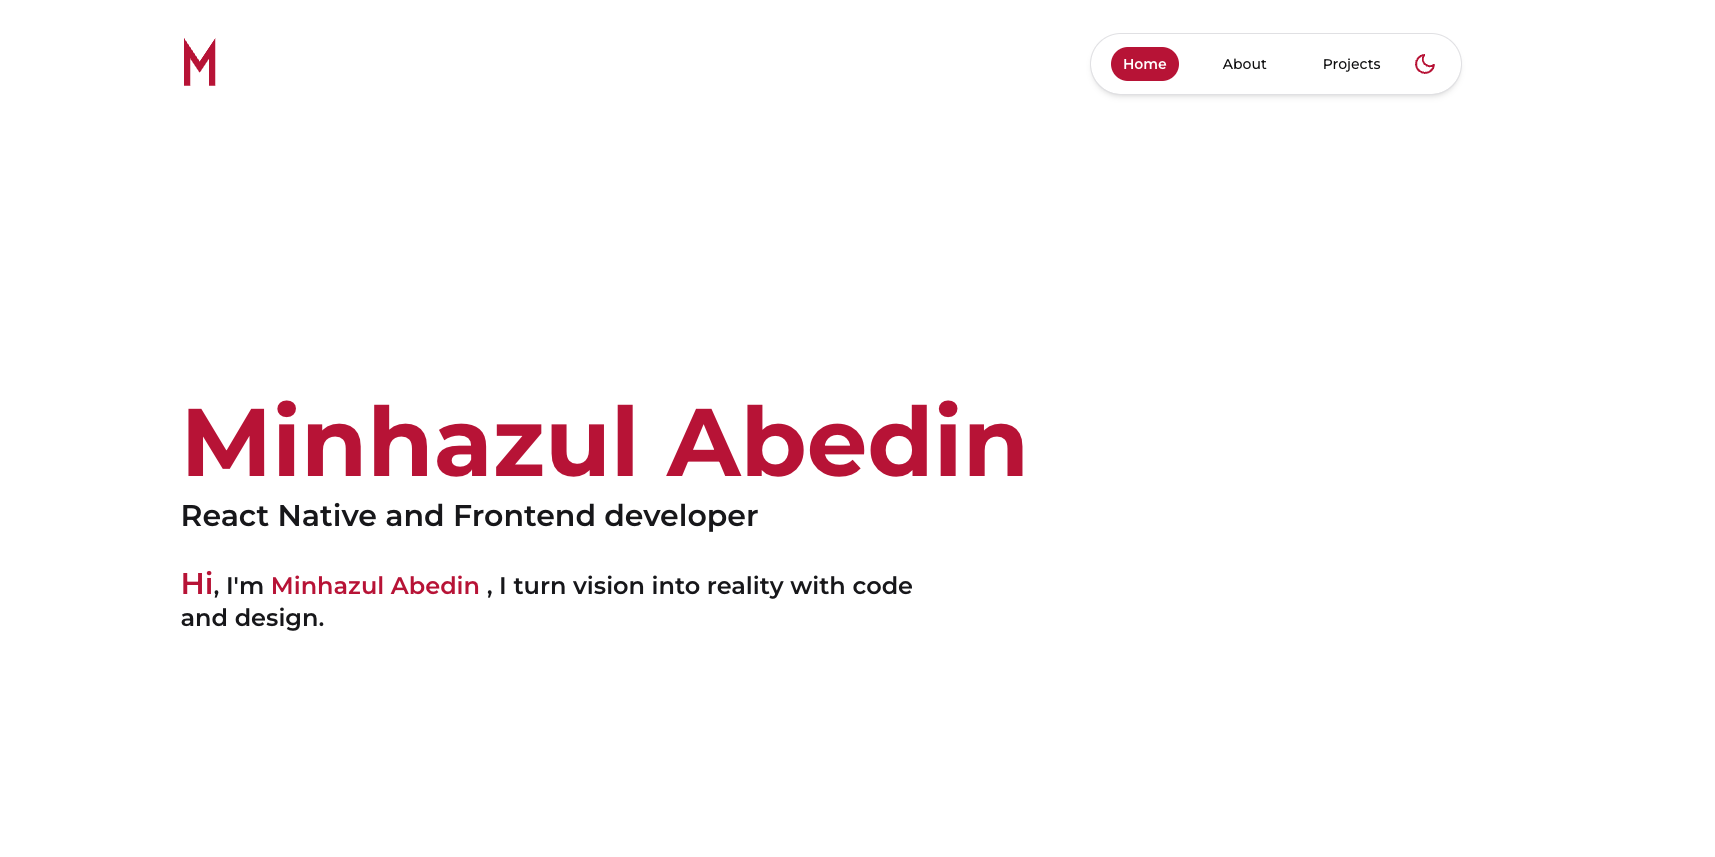 M
Home About Projects
Minhazul Abedin
React Native and Frontend developer
Hi, I'm Minhazul Abedin , I turn vision into reality with code
and design.